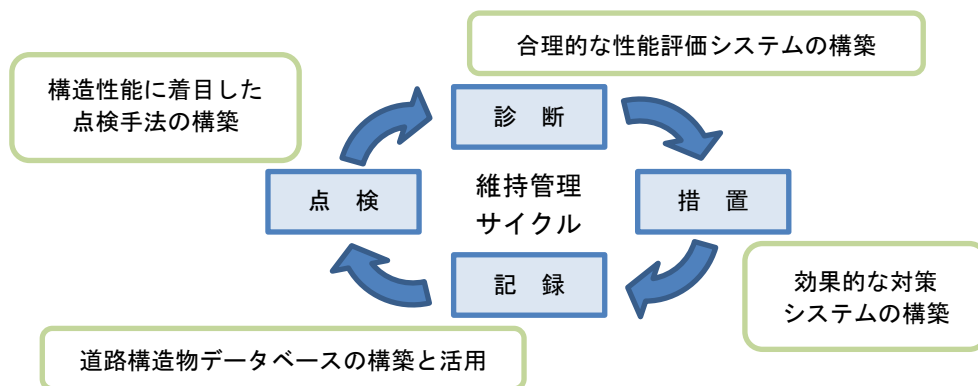 合理的な性能評価システムの構築
構造性能に着目した
点検手法の構築
診　断
点　検
維持管理
サイクル
措　置
記　録
効果的な対策
システムの構築
道路構造物データベースの構築と活用